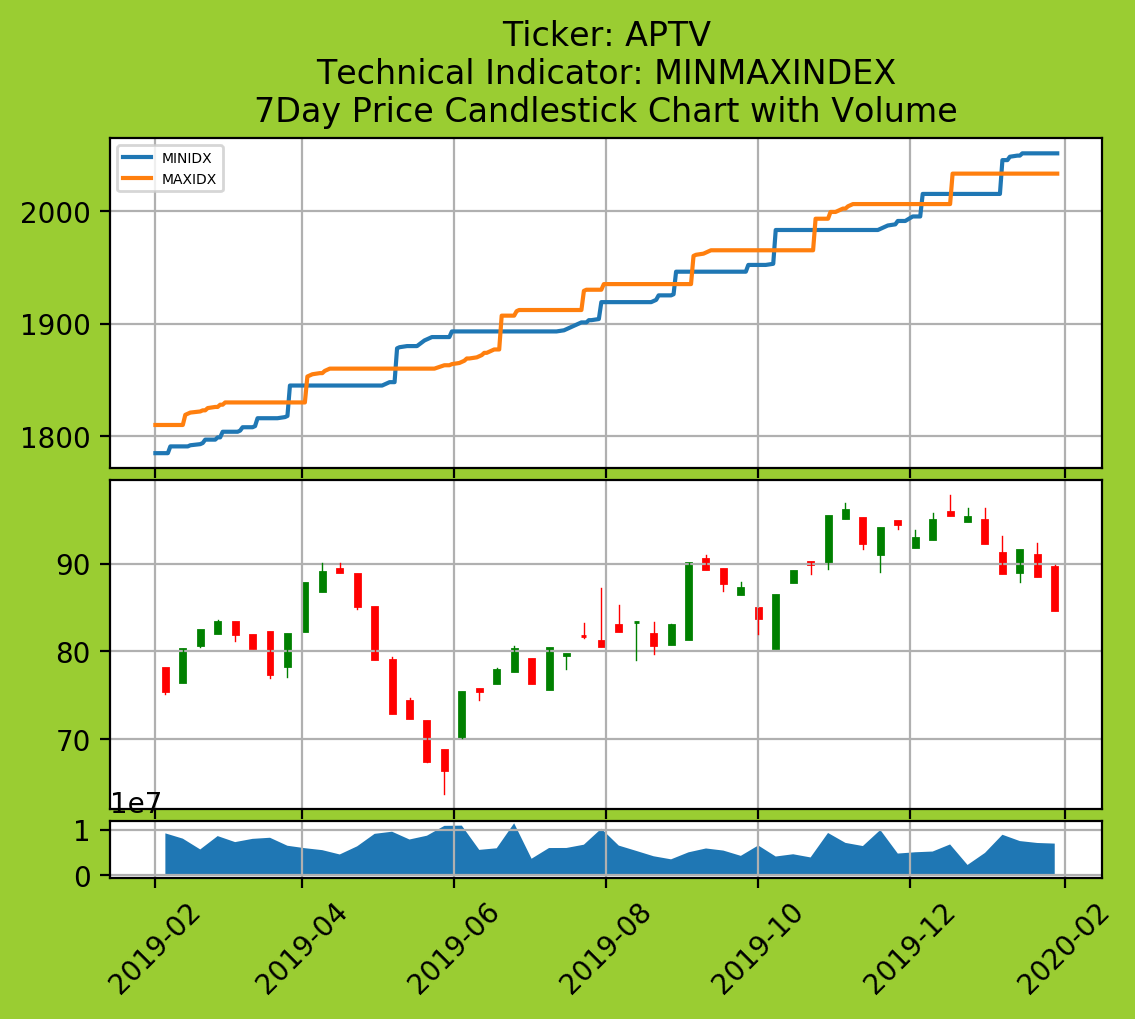 Ticker: APTV
Technical Indicator: MINMAXINDEX
7Day Price Candlestick Chart with Volume
MINIDX
MAXIDX
2000
1900
1800
90
80
70
1e7
1
0
2019-02
2019-04
2019-06
2019-08
2019-10
2019-12
2020-02